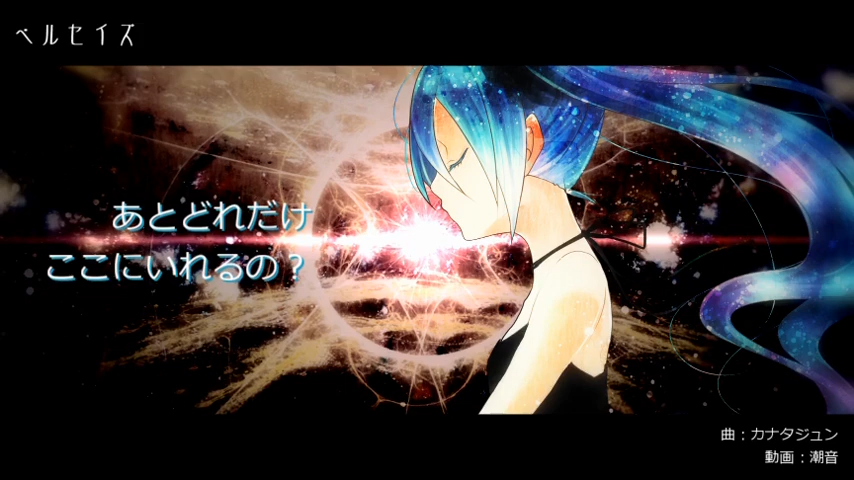 ペルセイズ
あとどれだけ
ここにいれるの？
曲：カナタジュン
動画：潮音